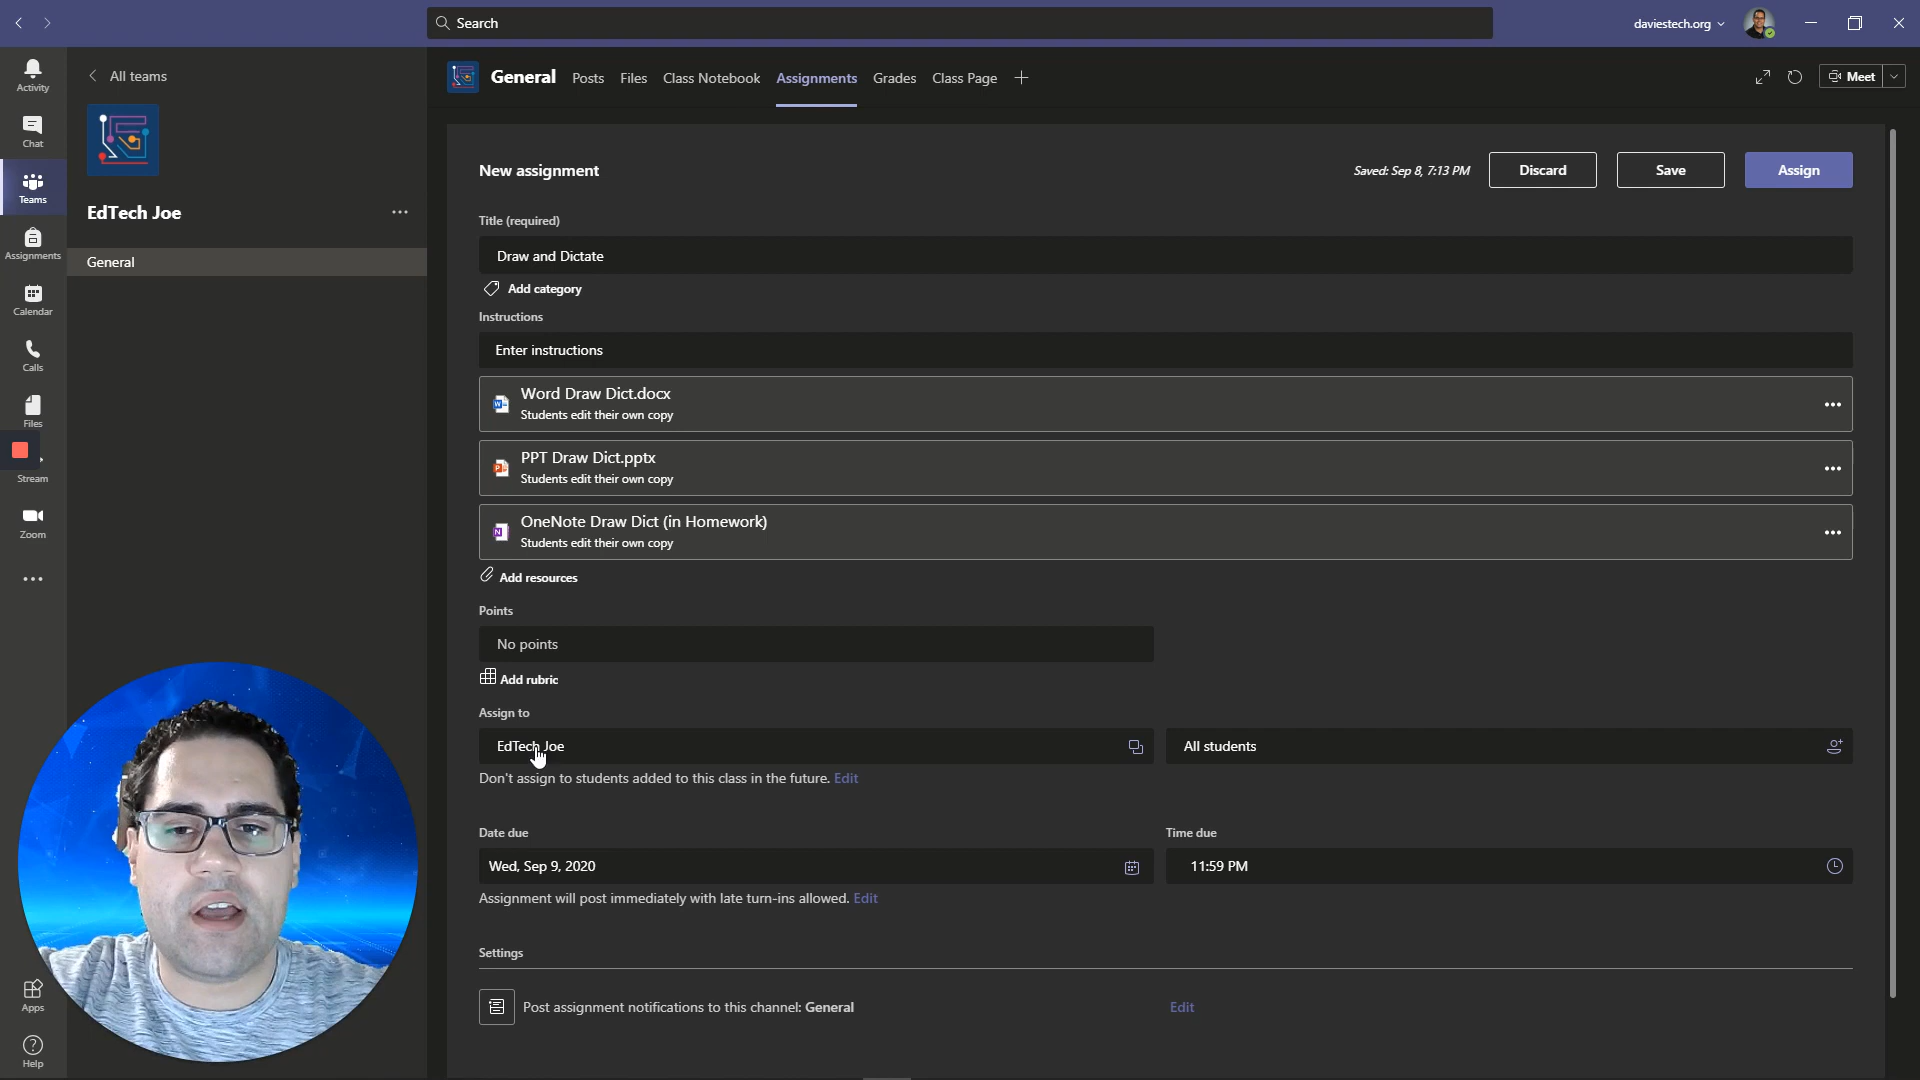 Search
daviestech.org
Activity
Chat
Teams
Assignments
Calendar
Calls
Files
Stream
Zoom
Apps
Help
All teams
EdTech Joe
General
General
Posts
Files
Class Notebook
Assignments
Grades
Class Page
Meet
New assignment
Saved: Sep 8, 7:13 PM
Discard
Save
Assign
Title (required)
Draw and Dictate
Add category
Instructions
Enter instructions
Word Draw Dict.docx
Students edit their own copy
PPT Draw Dict.pptx
Students edit their own copy
OneNote Draw Dict (in Homework)
Students edit their own copy
Add resources
Points
No points
Add rubric
Assign to
EdTech Joe
All students
Don't assign to students added to this class in the future. Edit
Date due
Time due
Wed, Sep 9, 2020
11:59 PM
Assignment will post immediately with late turn-ins allowed. Edit
Settings
Post assignment notifications to this channel: General
Edit